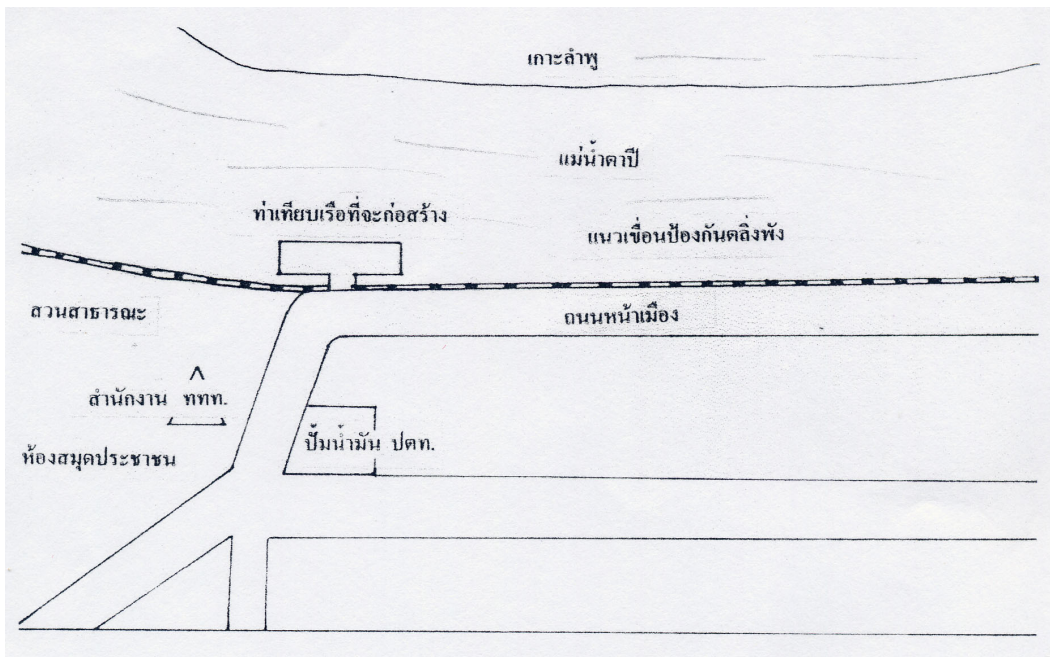 เกาะลำพู
แม่น้ำตาปี
ท่าเทียบเรือที่จะก่อสร้าง
แนวเขื่อนป้องกันตลิ่งพัง
สวนสาธารณะ
ถนนหน้าเมือง
สำนักงาน ททท.
ปั๊มน้ำมัน ปตท.
ห้องสมุดประชาชน